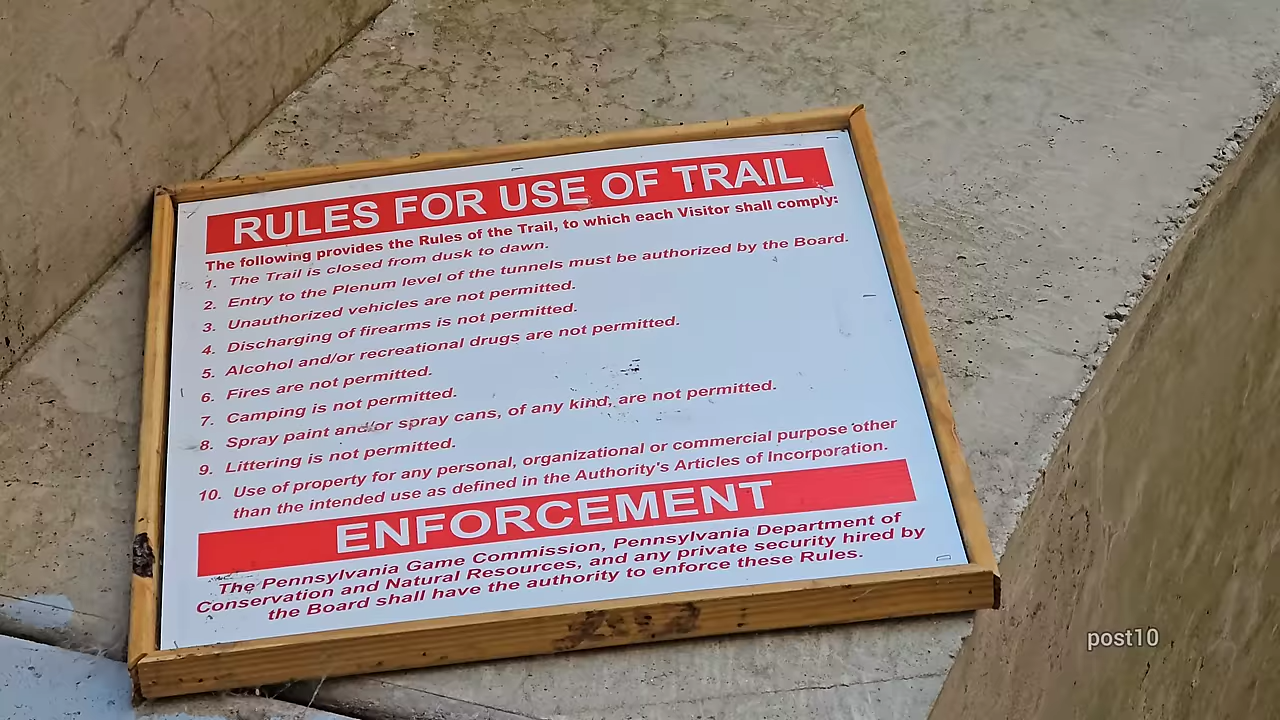 RULES FOR USE OF TRAIL
The following provides the Rules of the Trail, to which each Visitor shall comply:
1. The Trail is closed from dusk to dawn.
2. Entry to the Plenum level of the tunnels must be authorized by the Board.
3. Unauthorized vehicles are not permitted.
4. Discharging of firearms is not permitted.
5. Alcohol and/or recreational drugs are not permitted.
6. Fires are not permitted.
7. Camping is not permitted.
8. Spray paint and/or spray cans, of any kind, are not permitted.
9. Littering is not permitted.
10. Use of property for any personal, organizational or commercial purpose other
than the intended use as defined in the Authority's Articles of Incorporation.
ENFORCEMENT
The Pennsylvania Game Commission, Pennsylvania Department of
Conservation and Natural Resources, and any private security hired by
the Board shall have the authority to enforce these Rules.
post10